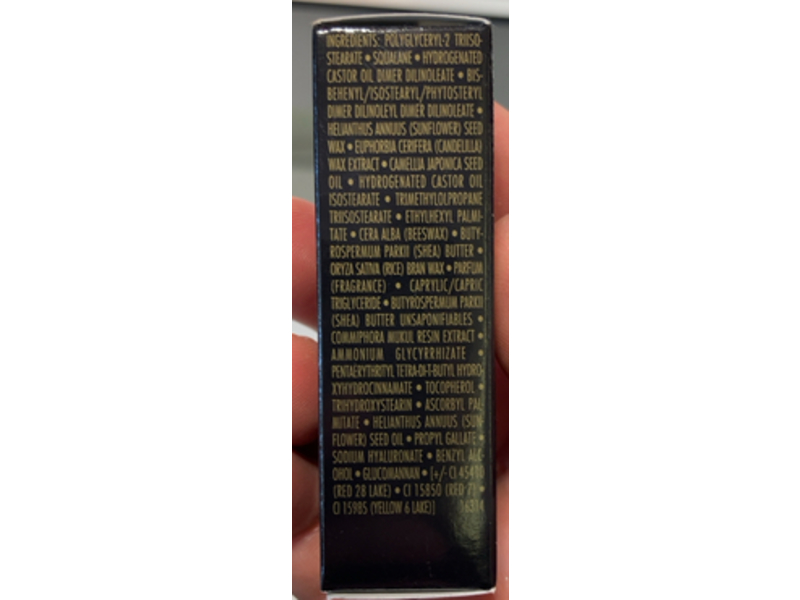 INGREDIENTS: POLYGLYCERYL-2 TRIISO-
STEARATE • SQUALANE • HYDROGENATED
CASTOR OIL DIMER DILINOLEATE • BIS-
BEHENYL/ISOSTEARYL/PHYTOSTERYL
DIMER DILINOLEYL DIMER DILINOLEATE •
HELIANTHUS ANNUUS (SUNFLOWER) SEED
WAX • EUPHORBIA CERIFERA (CANDELILLA)
WAX EXTRACT • CAMELLIA JAPONICA SEED
OIL • HYDROGENATED CASTOR OIL
ISOSTEARATE • TRIMETHYLOLPROPANE
TRIISOSTEARATE • ETHYLHEXYL PALMI-
TATE • CERA ALBA (BEESWAX) • BUTY-
ROSPERMUM PARKII (SHEA) BUTTER •
ORYZA SATIVA (RICE) BRAN WAX • PARFUM
(FRAGRANCE) • CAPRYLIC/CAPRIC
TRIGLYCERIDE • BUTYROSPERMUM PARKII
(SHEA) BUTTER UNSAPONIFIABLES •
COMMIPHORA MUKUL RESIN EXTRACT •
AMMONIUM GLYCYRRHIZATE •
PENTAERYTHRITYL TETRA-DI-T-BUTYL HYDRO-
XYHYDROCINNAMATE • TOCOPHEROL •
TRIHYDROXYSTEARIN • ASCORBYL PAL-
MITATE • HELIANTHUS ANNUUS (SUN-
FLOWER) SEED OIL • PROPYL GALLATE •
SODIUM HYALURONATE • BENZYL ALC-
OHOL • GLUCOMANNAN • [+/- CI 45410
(RED 28 LAKE) • CI 15850 (RED 7) •
CI 15985 (YELLOW 6 LAKE)] 16314